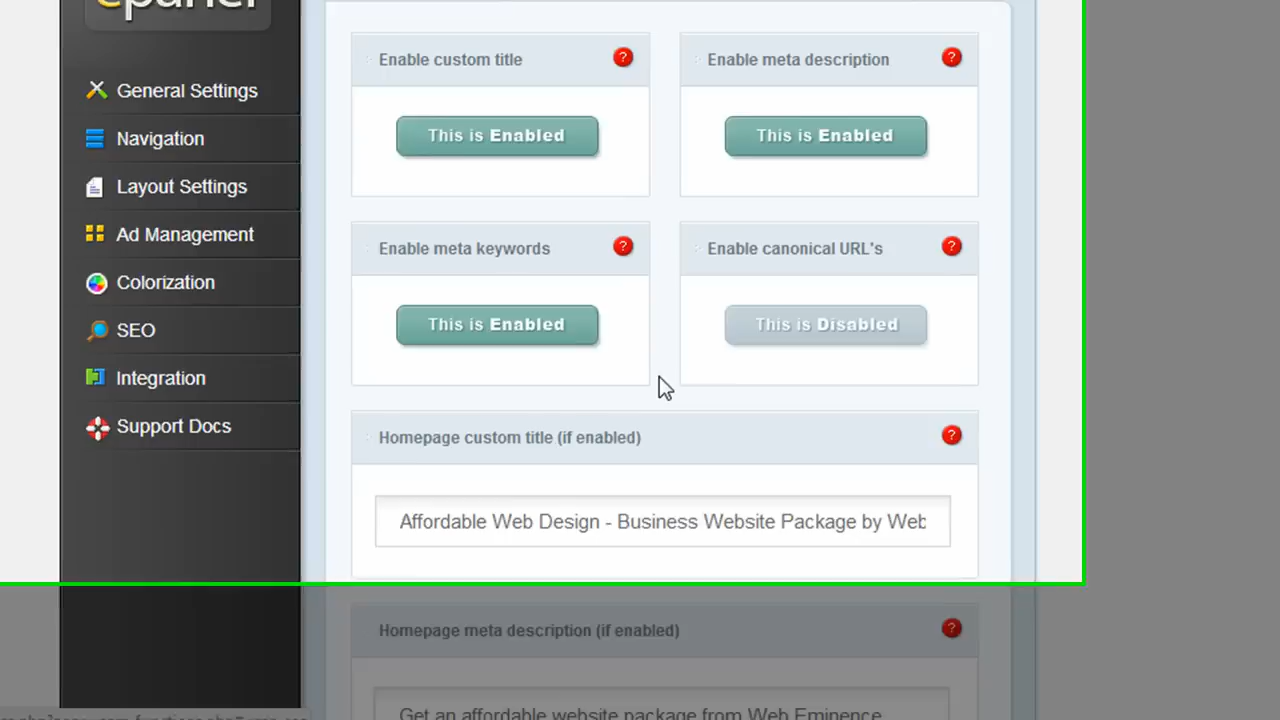 epanel
General Settings
Navigation
Layout Settings
Ad Management
Colorization
SEO
Integration
Support Docs
Enable custom title ?
This is Enabled
Enable meta description ?
This is Enabled
Enable meta keywords ?
This is Enabled
Enable canonical URL's ?
This is Disabled
Homepage custom title (if enabled) ?
Affordable Web Design - Business Website Package by Web
Homepage meta description (if enabled) ?
Get an affordable website package from Web Eminence